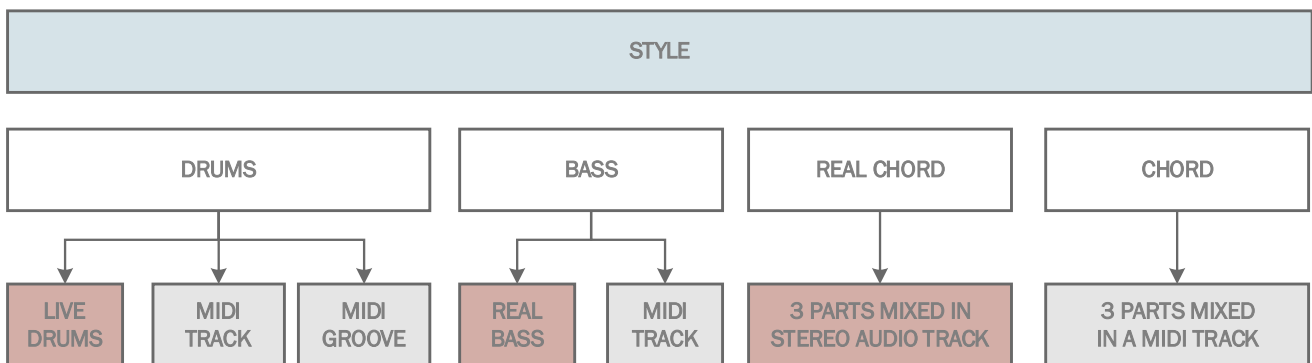 STYLE
DRUMS
BASS
REAL CHORD
CHORD
LIVE
DRUMS
MIDI
TRACK
MIDI
GROOVE
REAL
BASS
MIDI
TRACK
3 PARTS MIXED IN
STEREO AUDIO TRACK
3 PARTS MIXED
IN A MIDI TRACK